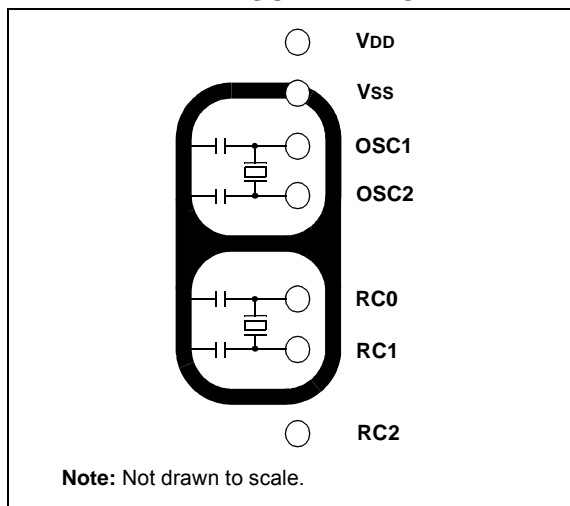 VDD
VSS
OSC1
OSC2
RC0
RC1
RC2
Note: Not drawn to scale.